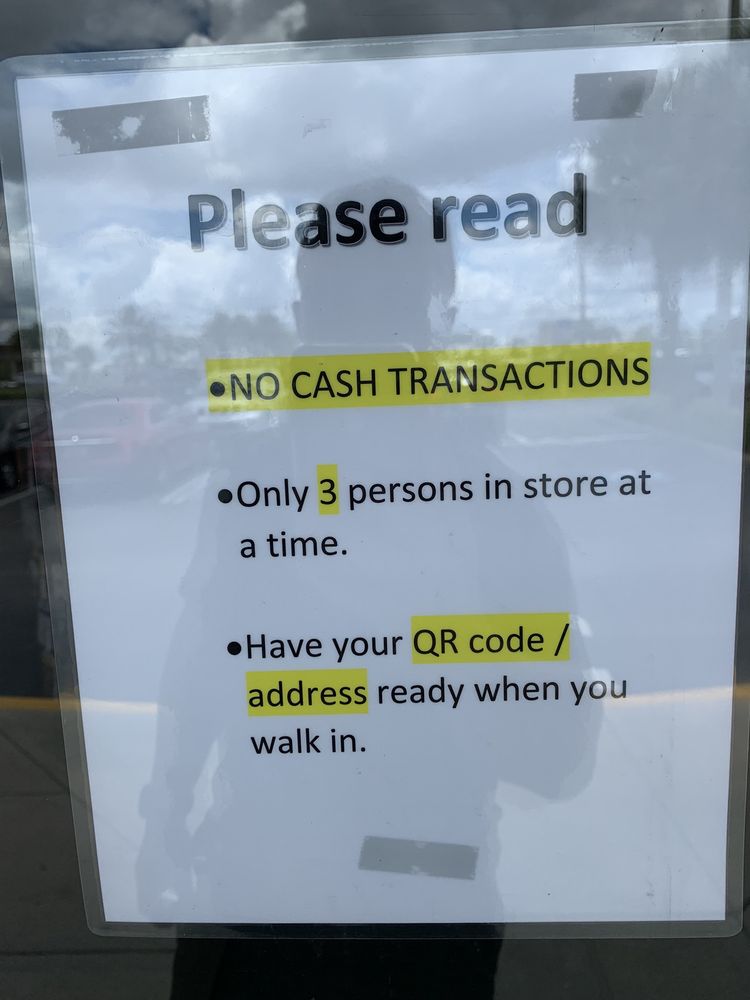 Please read
•NO CASH TRANSACTIONS
•Only 3 persons in store at
a time.
•Have your QR code /
address ready when you
walk in.